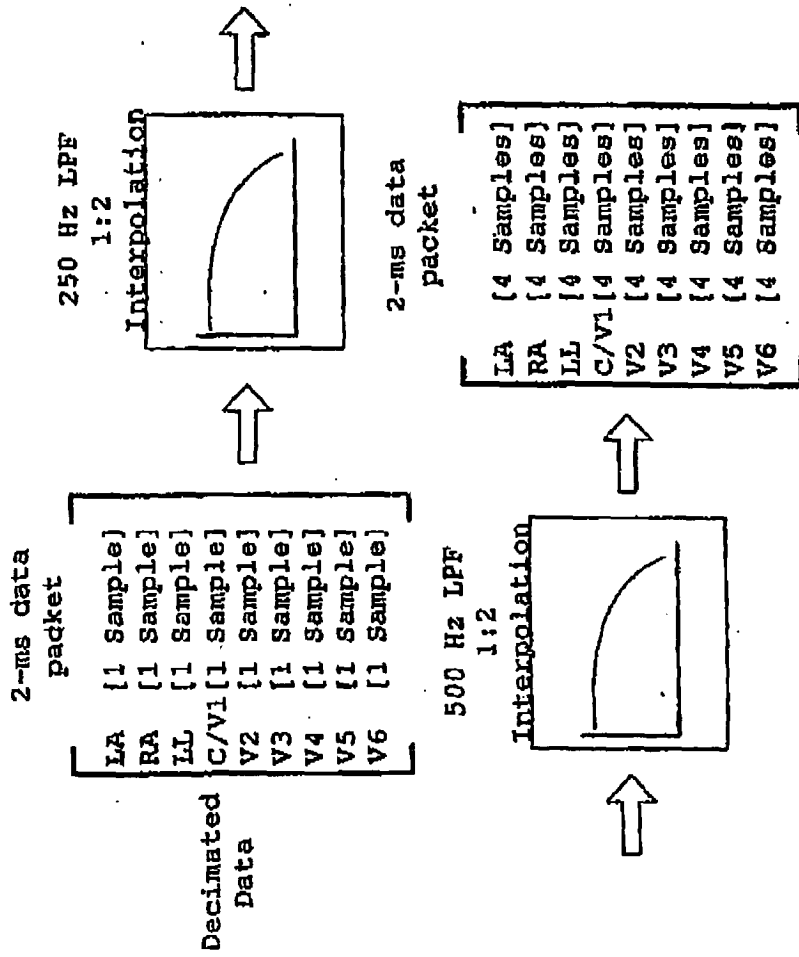 2-ms data
packet
Decimated
Data
LA [1 Sample]
RA [1 Sample]
LL [1 Sample]
C/V1 [1 Sample]
V2 [1 Sample]
V3 [1 Sample]
V4 [1 Sample]
V5 [1 Sample]
V6 [1 Sample]
250 Hz LPF
1:2
Interpolation
500 Hz LPF
1:2
Interpolation
2-ms data
packet
LA [4 Samples]
RA [4 Samples]
LL [4 Samples]
C/V1 [4 Samples]
V2 [4 Samples]
V3 [4 Samples]
V4 [4 Samples]
V5 [4 Samples]
V6 [4 Samples]